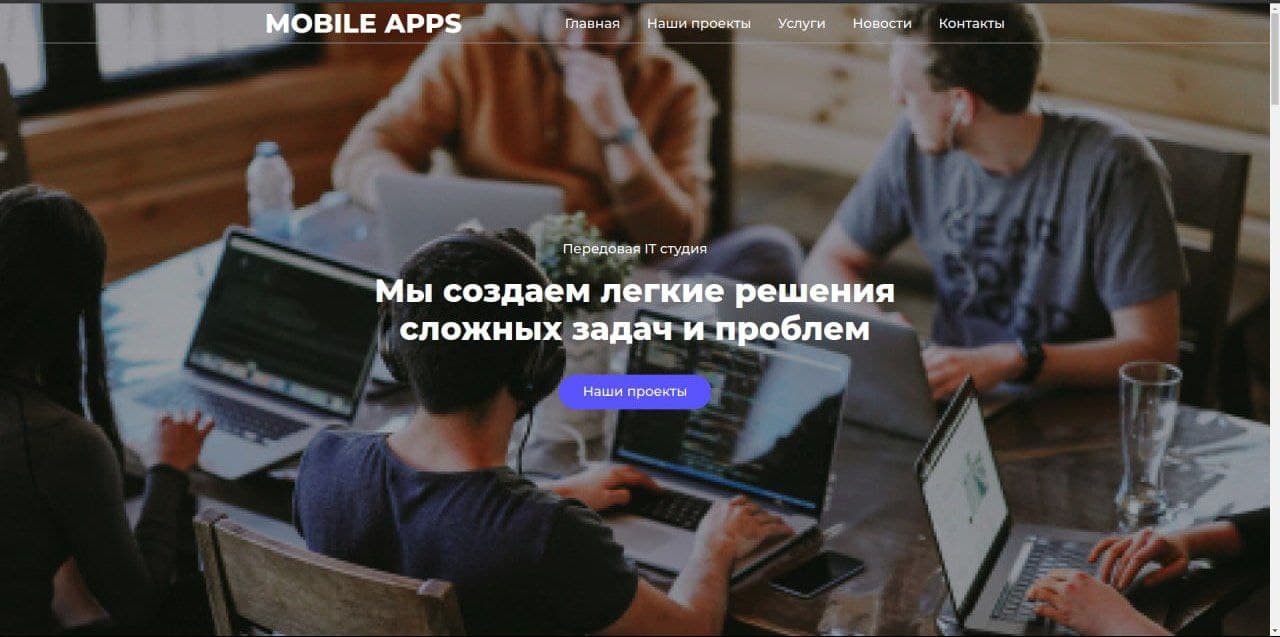 MOBILE APPS
Главная Наши проекты Услуги Новости Контакты
Передовая IT студия
Мы создаем легкие решения
сложных задач и проблем
Наши проекты